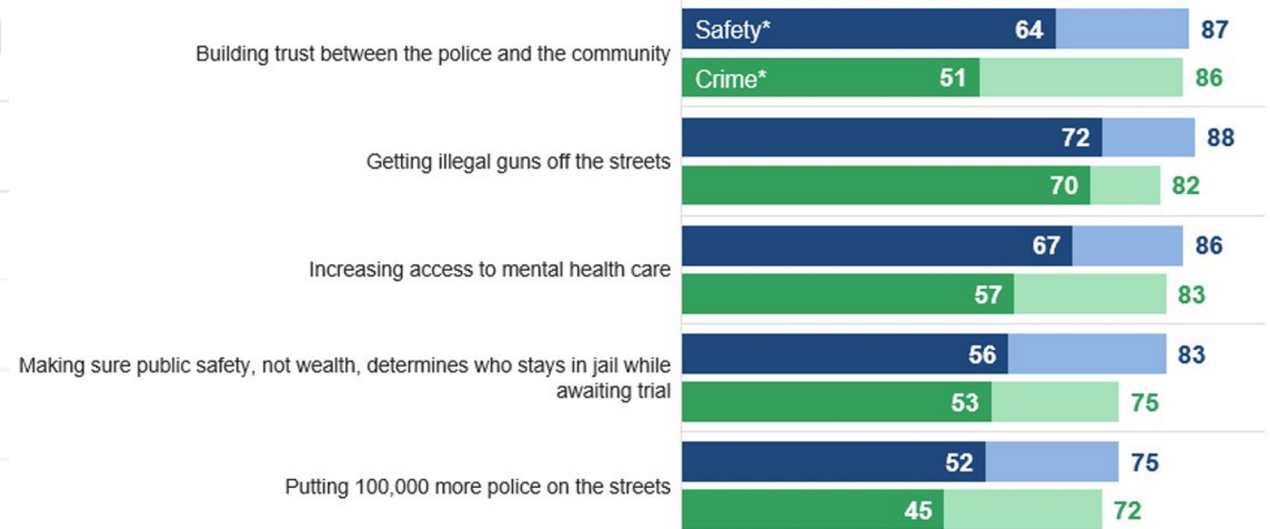 Building trust between the police and the community
Safety* 64 87
Crime* 51 86
Getting illegal guns off the streets
72 88
70 82
Increasing access to mental health care
67 86
57 83
Making sure public safety, not wealth, determines who stays in jail while
awaiting trial
56 83
53 75
Putting 100,000 more police on the streets
52 75
45 72